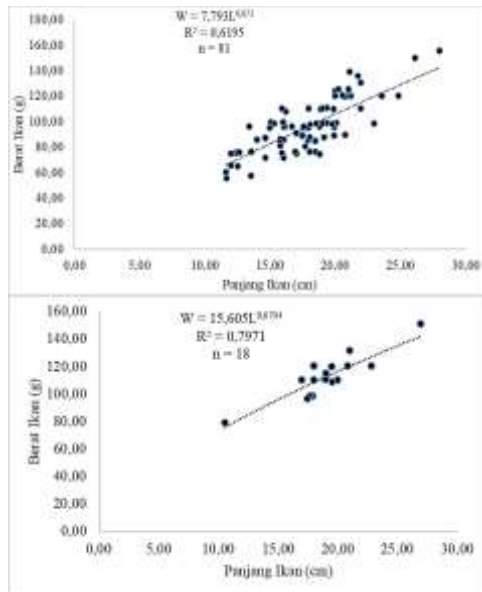 W = 7,793L
R² = 0,6195
n = 81
Berat Ikan (g)
180,00
160,00
140,00
120,00
100,00
80,00
60,00
40,00
20,00
0,00
0,00 5,00 10,00 15,00 20,00 25,00 30,00
Panjang Ikan (cm)
W = 15,605L
R² = 0,7971
n = 18
Berat Ikan (g)
160,00
140,00
120,00
100,00
80,00
60,00
40,00
20,00
0,00
0,00 5,00 10,00 15,00 20,00 25,00 30,00
Panjang Ikan (cm)